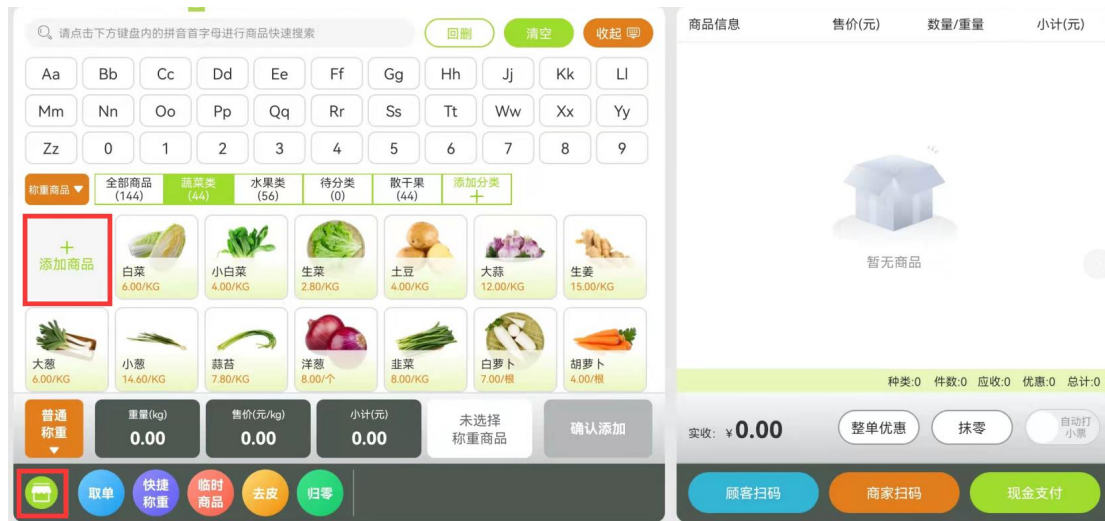 请点击下方键盘内的拼音首字母进行商品快速搜索
回删
清空
收起
Aa Bb Cc Dd Ee Ff Gg Hh Jj Kk Ll
Mm Nn Oo Pp Qq Rr Ss Tt Ww Xx Yy
Zz 0 1 2 3 4 5 6 7 8 9
称重商品
全部商品
(144)
蔬菜类
(44)
水果类
(56)
待分类
(0)
散干果
(44)
添加分类
+
+
添加商品
白菜
6.00/KG
小白菜
4.00/KG
生菜
2.80/KG
土豆
4.00/KG
大蒜
12.00/KG
生姜
15.00/KG
大葱
6.00/KG
小葱
14.60/KG
蒜苔
7.80/KG
洋葱
8.00/个
韭菜
8.00/KG
白萝卜
7.00/根
胡萝卜
4.00/根
普通
称重
重量(kg)
0.00
售价(元/kg)
0.00
小计(元)
0.00
未选择
称重商品
确认添加
取单
快捷
称重
临时
商品
去皮
归零
商品信息 售价(元) 数量/重量 小计(元)
暂无商品
种类:0 件数:0 应收:0 优惠:0 总计:0
实收: ¥0.00
整单优惠
抹零
自动打
小票
顾客扫码
商家扫码
现金支付